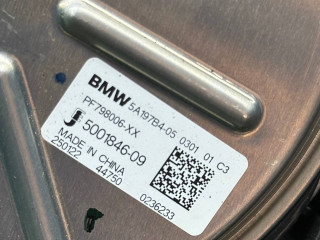 BMW 5A197B4-05 0301 01 C3
PF798006-XX
5001846-09
MADE IN CHINA
250122 44750 0236233